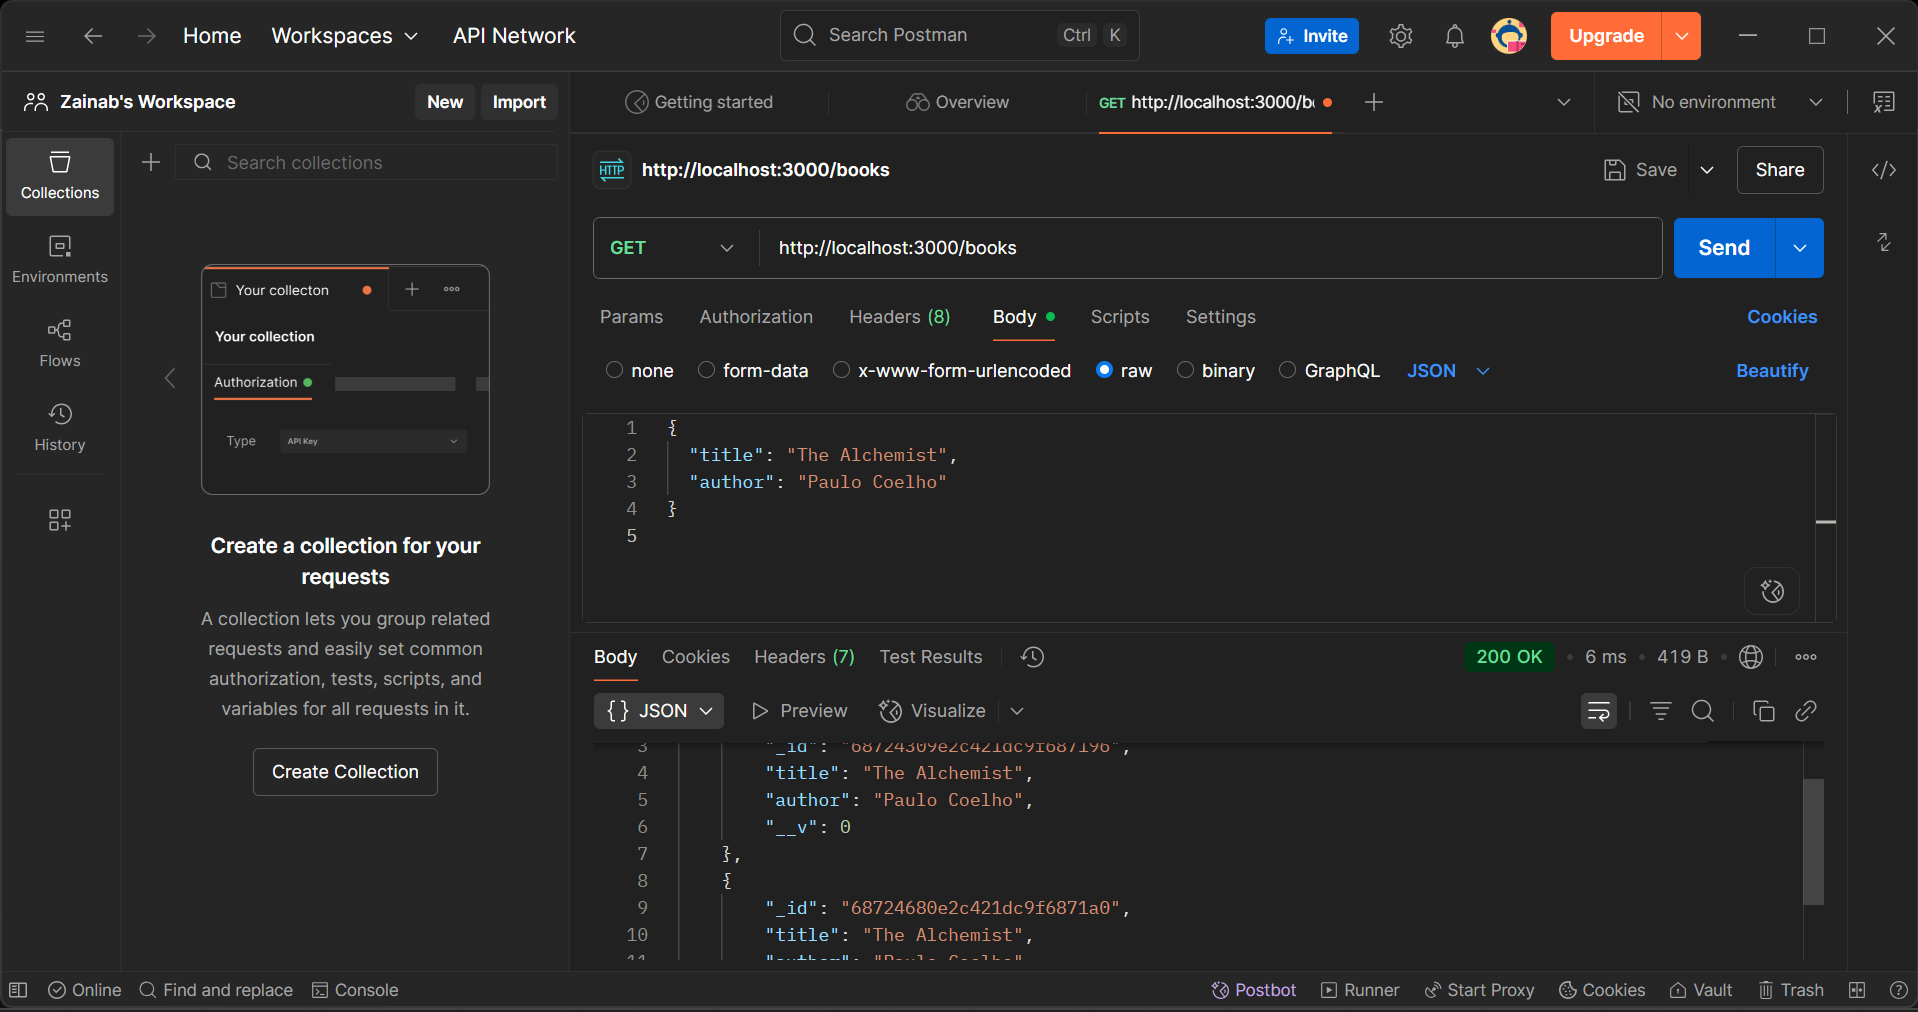 Home Workspaces API Network Search Postman Ctrl K Invite Upgrade
Zainab's Workspace New Import
Getting started Overview GET http://localhost:3000/b No environment
Collections
Environments
Flows
History
Search collections
Your collecton
Your collection
Authorization
Type API Key
Create a collection for your
requests
A collection lets you group related
requests and easily set common
authorization, tests, scripts, and
variables for all requests in it.
Create Collection
HTTP http://localhost:3000/books Save Share
GET http://localhost:3000/books Send
Params Authorization Headers (8) Body Scripts Settings Cookies
none form-data x-www-form-urlencoded raw binary GraphQL JSON Beautify
1 {
2 "title": "The Alchemist",
3 "author": "Paulo Coelho"
4 }
5
Body Cookies Headers (7) Test Results 200 OK • 6 ms • 419 B
{} JSON Preview Visualize
3 "_id": "68724309e2c421dc9f687196",
4 "title": "The Alchemist",
5 "author": "Paulo Coelho",
6 "__v": 0
7 },
8 {
9 "_id": "68724680e2c421dc9f6871a0",
10 "title": "The Alchemist",
11 "author": "Paulo Coelho"
Online Find and replace Console Postbot Runner Start Proxy Cookies Vault Trash